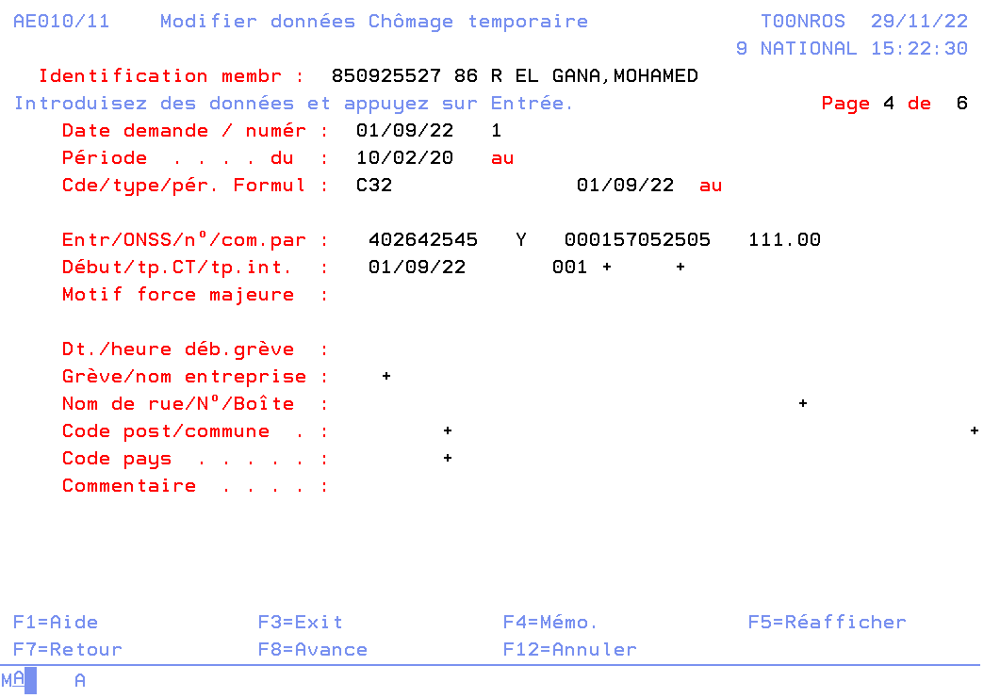 AE010/11 Modifier données Chômage temporaire T00NROS 29/11/22
9 NATIONAL 15:22:30
Identification membr : 850925527 86 R EL GANA,MOHAMED
Introduisez des données et appuyez sur Entrée. Page 4 de 6
Date demande / numér : 01/09/22 1
Période . . . . du : 10/02/20 au
Cde/type/pér. Formul : C32 01/09/22 au
Entr/ONSS/n°/com.par : 402642545 Y 000157052505 111.00
Début/tp.CT/tp.int. : 01/09/22 001 + +
Motif force majeure :
Dt./heure déb.grève :
Grève/nom entreprise : +
Nom de rue/N°/Boîte : +
Code post/commune . : + +
Code pays . . . . . : +
Commentaire . . . . :
F1=Aide F3=Exit F4=Mémo. F5=Réafficher
F7=Retour F8=Avance F12=Annuler
MA A